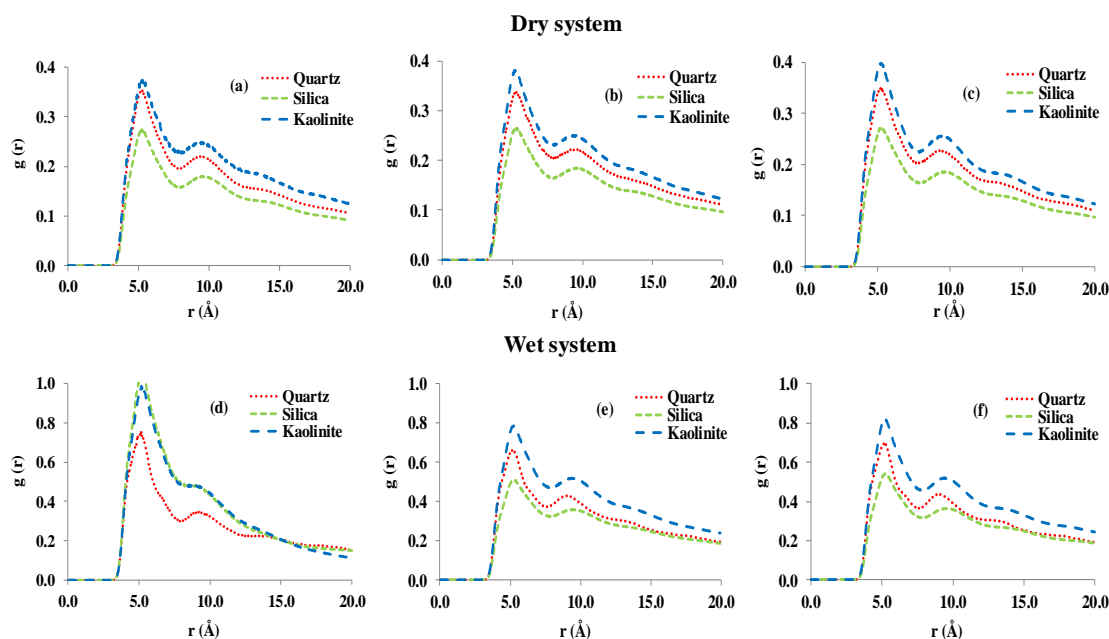 Dry system
(a)
Quartz
Silica
Kaolinite
g (r)
0.4
0.3
0.2
0.1
0.0
0.0 5.0 10.0 15.0 20.0
r (Å)
(b)
Quartz
Silica
Kaolinite
g (r)
0.4
0.3
0.2
0.1
0.0
0.0 5.0 10.0 15.0 20.0
r (Å)
(c)
Quartz
Silica
Kaolinite
g (r)
0.4
0.3
0.2
0.1
0.0
0.0 5.0 10.0 15.0 20.0
r (Å)
Wet system
(d)
Quartz
Silica
Kaolinite
g (r)
1.0
0.8
0.6
0.4
0.2
0.0
0.0 5.0 10.0 15.0 20.0
r (Å)
(e)
Quartz
Silica
Kaolinite
g (r)
1.0
0.8
0.6
0.4
0.2
0.0
0.0 5.0 10.0 15.0 20.0
r (Å)
(f)
Quartz
Silica
Kaolinite
g (r)
1.0
0.8
0.6
0.4
0.2
0.0
0.0 5.0 10.0 15.0 20.0
r (Å)